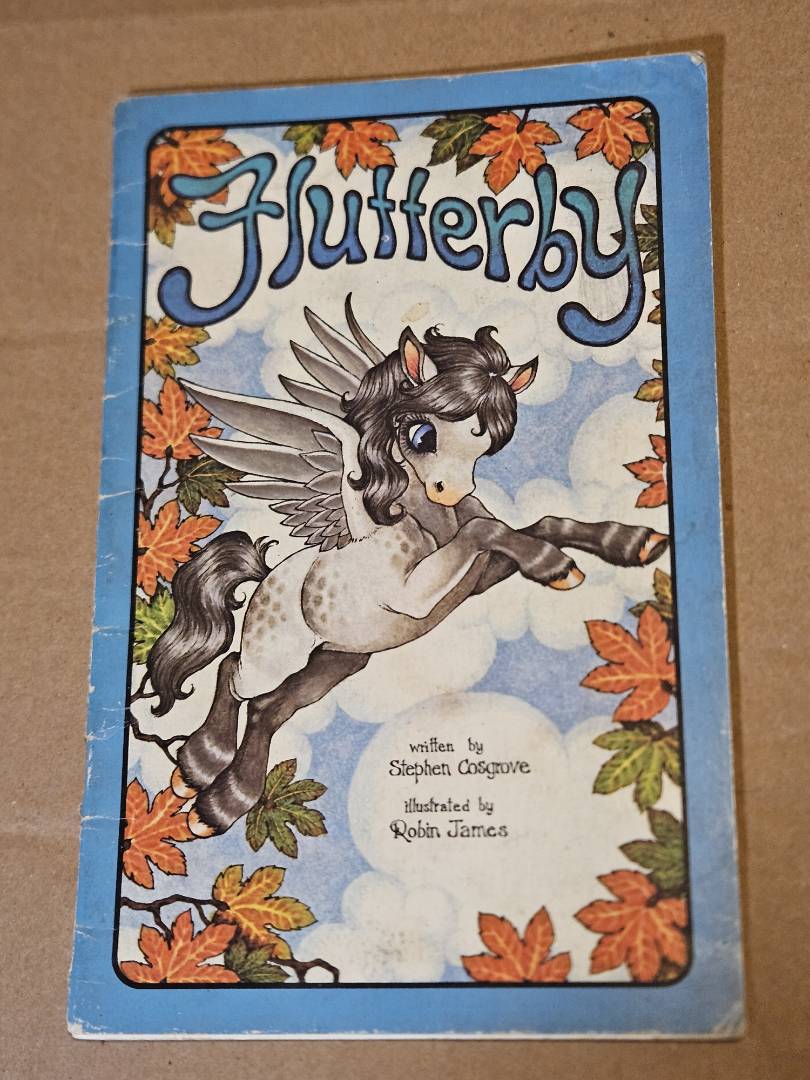 Flutterby
written by
Stephen Cosgrove
illustrated by
Robin James